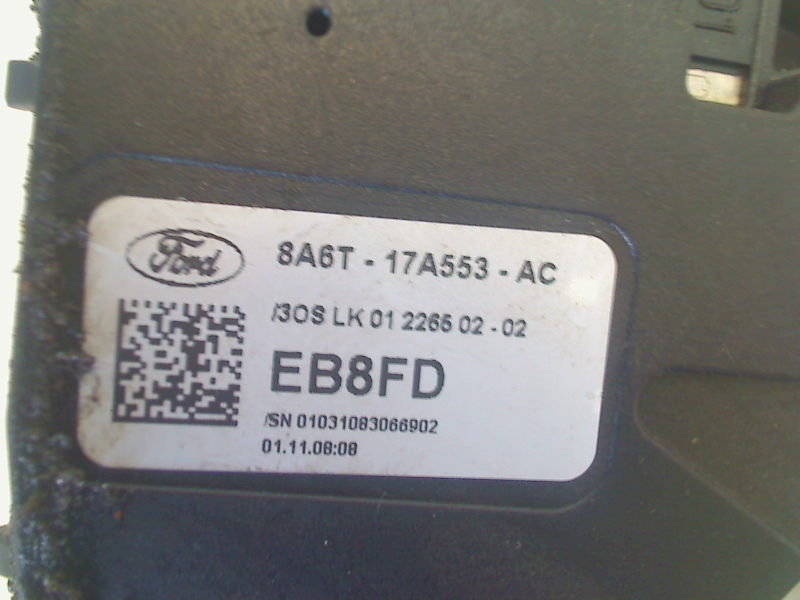 Ford
8A6T - 17A553 - AC
/3OS LK 01 2265 02 - 02
EB8FD
/SN 01031083066902
01.11.08:08